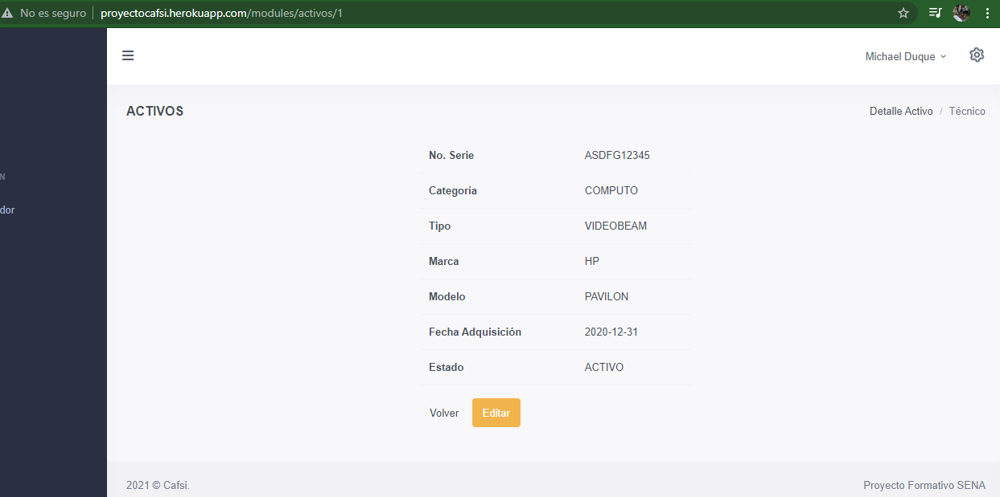 No es seguro proyectocafsi.herokuapp.com/modules/activos/1
Michael Duque
ACTIVOS
Detalle Activo / Técnico
N
dor
No. Serie ASDFG12345
Categoría COMPUTO
Tipo VIDEOBEAM
Marca HP
Modelo PAVILON
Fecha Adquisición 2020-12-31
Estado ACTIVO
Volver Editar
2021 © Cafsi. Proyecto Formativo SENA